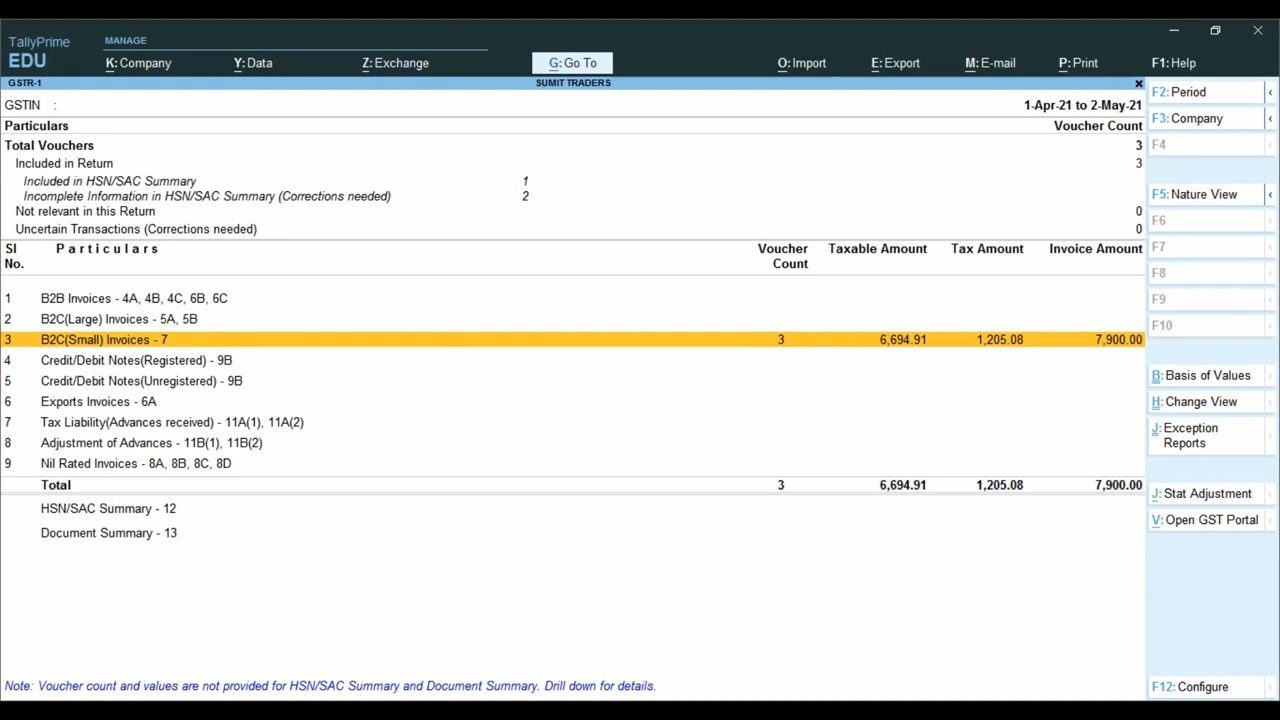 TallyPrime
EDU
MANAGE
K: Company Y: Data Z: Exchange G: Go To O: Import E: Export M: E-mail P: Print F1: Help
GSTR-1 SUMIT TRADERS
GSTIN : 1-Apr-21 to 2-May-21
Particulars Voucher Count
Total Vouchers 3
Included in Return 3
Included in HSN/SAC Summary 1
Incomplete Information in HSN/SAC Summary (Corrections needed) 2
Not relevant in this Return 0
Uncertain Transactions (Corrections needed) 0
Sl No. Particulars Voucher Count Taxable Amount Tax Amount Invoice Amount
1 B2B Invoices - 4A, 4B, 4C, 6B, 6C
2 B2C(Large) Invoices - 5A, 5B
3 B2C(Small) Invoices - 7 3 6,694.91 1,205.08 7,900.00
4 Credit/Debit Notes(Registered) - 9B
5 Credit/Debit Notes(Unregistered) - 9B
6 Exports Invoices - 6A
7 Tax Liability(Advances received) - 11A(1), 11A(2)
8 Adjustment of Advances - 11B(1), 11B(2)
9 Nil Rated Invoices - 8A, 8B, 8C, 8D
Total 3 6,694.91 1,205.08 7,900.00
HSN/SAC Summary - 12
Document Summary - 13
Note: Voucher count and values are not provided for HSN/SAC Summary and Document Summary. Drill down for details.
F2: Period
F3: Company
F4
F5: Nature View
F6
F7
F8
F9
F10
B: Basis of Values
H: Change View
J: Exception
Reports
J: Stat Adjustment
V: Open GST Portal
F12: Configure